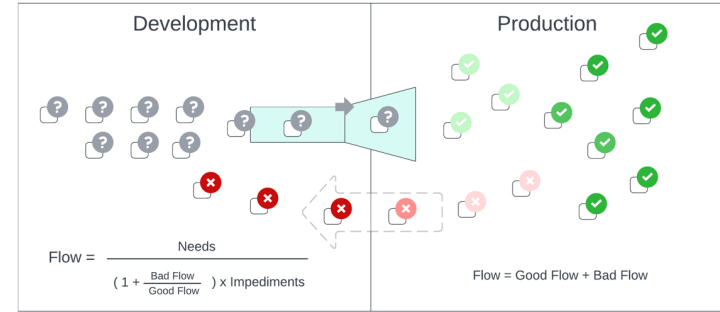 Development
Production
? ? ? ?
? ? ?
? ? ?
Flow = Needs / ( 1 + Bad Flow / Good Flow ) x Impediments
Flow = Good Flow + Bad Flow